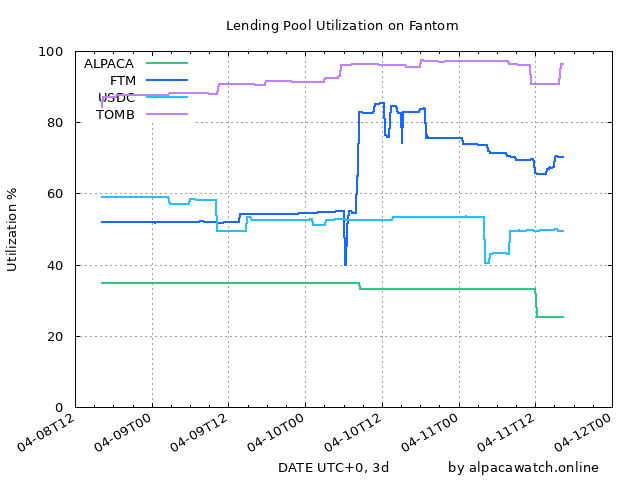 Lending Pool Utilization on Fantom
Utilization %
100
80
60
40
20
0
ALPACA
FTM
USDC
TOMB
04-08T12
04-09T00
04-09T12
04-10T00
04-10T12
04-11T00
04-11T12
04-12T00
DATE UTC+0, 3d
by alpacawatch.online